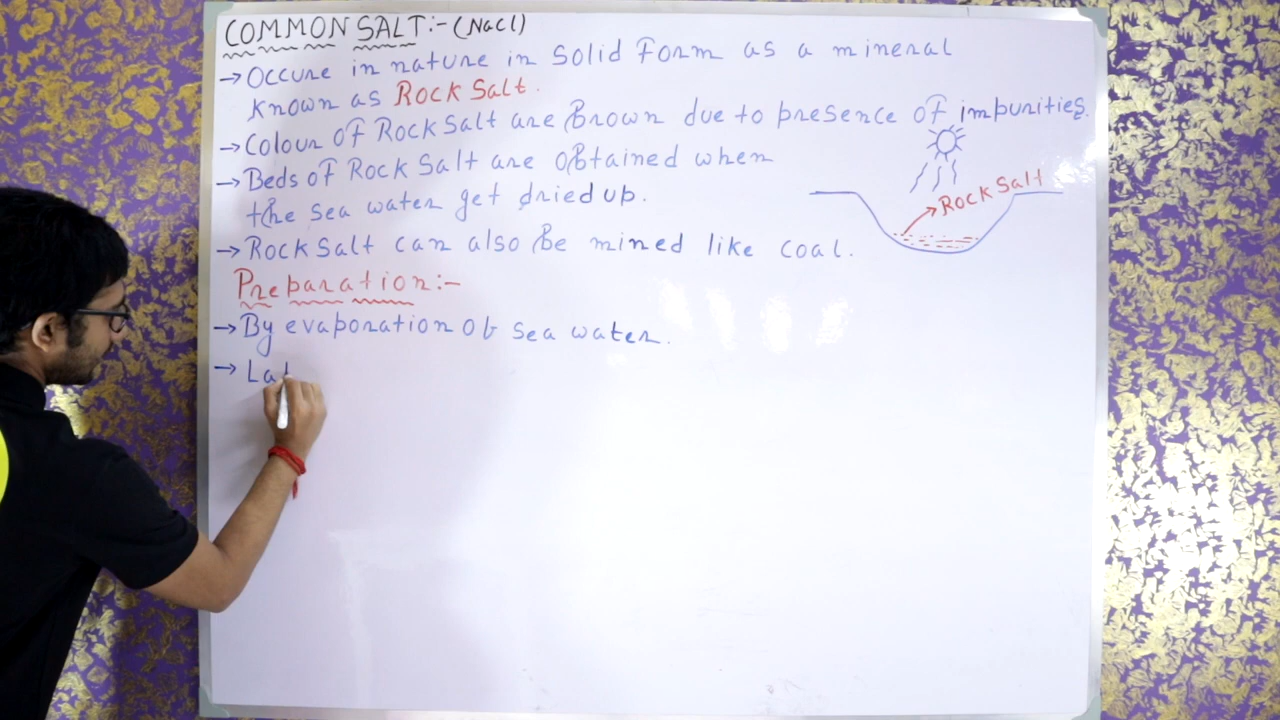 COMMON SALT:- (NaCl)
→ Occure in nature in Solid Form as a mineral
known as Rock Salt.
→ Colour of Rock Salt are Brown due to presence of impurities.
→ Beds of Rock Salt are obtained when
the sea water get dried up.
Rock Salt
→ Rock Salt can also be mined like coal.
Preparation:-
→ By evaporation of sea water.
→ Lab